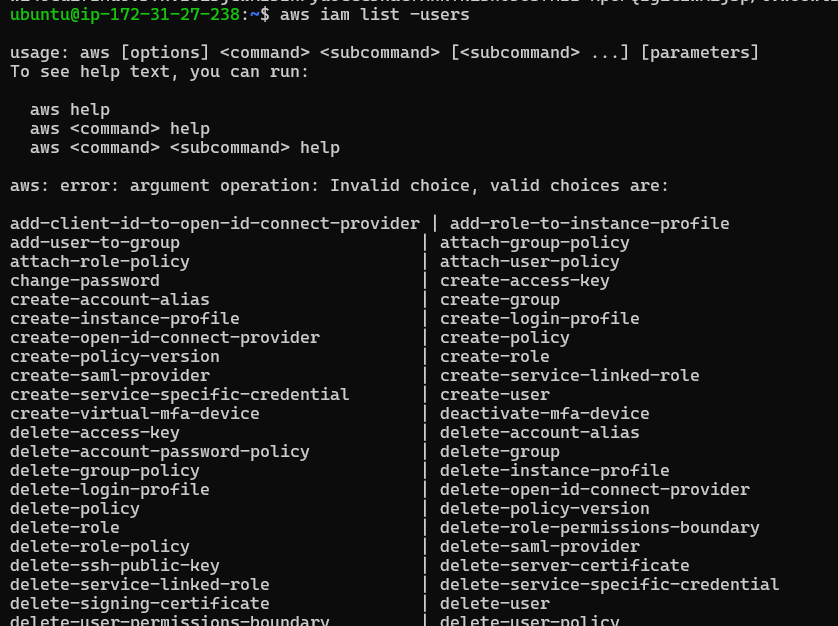 ubuntu@ip-172-31-27-238:~$ aws iam list -users
usage: aws [options] <command> <subcommand> [<subcommand> ...] [parameters]
To see help text, you can run:
aws help
aws <command> help
aws <command> <subcommand> help
aws: error: argument operation: Invalid choice, valid choices are:
add-client-id-to-open-id-connect-provider | add-role-to-instance-profile
add-user-to-group | attach-group-policy
attach-role-policy | attach-user-policy
change-password | create-access-key
create-account-alias | create-group
create-instance-profile | create-login-profile
create-open-id-connect-provider | create-policy
create-policy-version | create-role
create-saml-provider | create-service-linked-role
create-service-specific-credential | create-user
create-virtual-mfa-device | deactivate-mfa-device
delete-access-key | delete-account-alias
delete-account-password-policy | delete-group
delete-group-policy | delete-instance-profile
delete-login-profile | delete-open-id-connect-provider
delete-policy | delete-policy-version
delete-role | delete-role-permissions-boundary
delete-role-policy | delete-saml-provider
delete-ssh-public-key | delete-server-certificate
delete-service-linked-role | delete-service-specific-credential
delete-signing-certificate | delete-user
delete-user-permissions-boundary | delete-user-policy